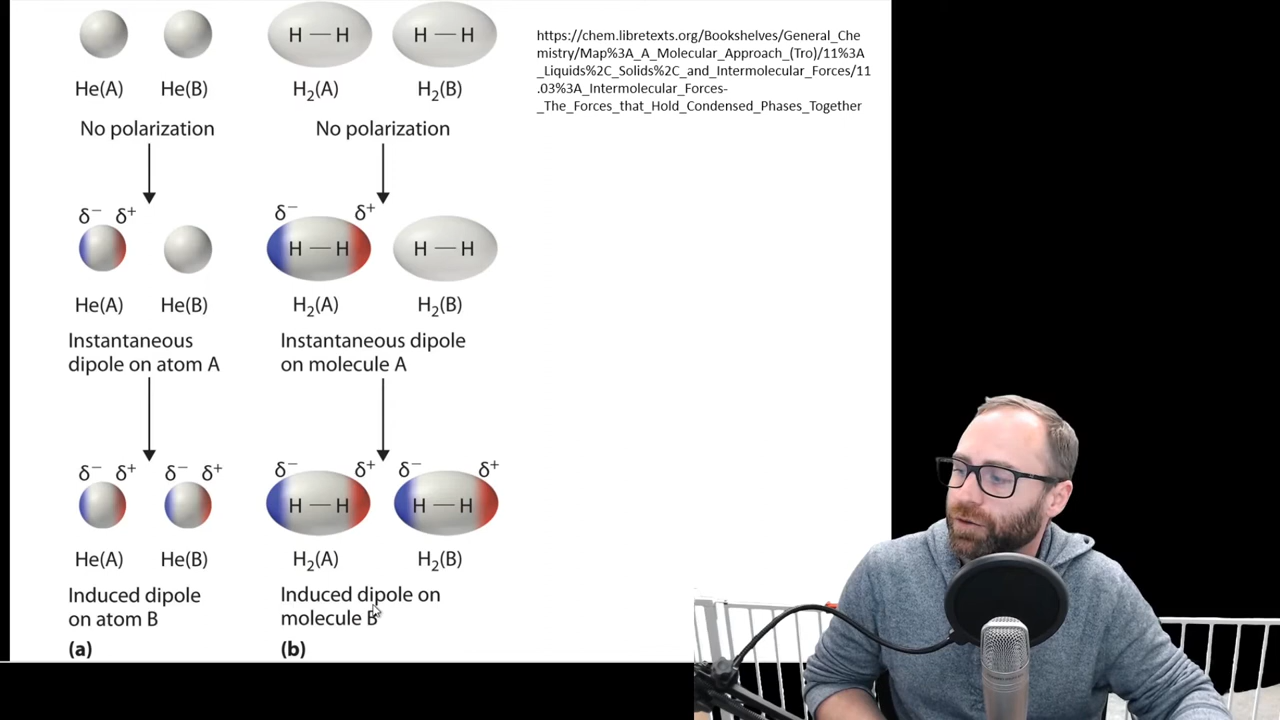 H — H H — H
He(A) He(B) H₂(A) H₂(B)
No polarization No polarization
https://chem.libretexts.org/Bookshelves/General_Che
mistry/Map%3A_A_Molecular_Approach_(Tro)/11%3A
_Liquids%2C_Solids%2C_and_Intermolecular_Forces/11
.03%3A_Intermolecular_Forces-
_The_Forces_that_Hold_Condensed_Phases_Together
δ⁻ δ⁺ δ⁻ δ⁺
H — H H — H
He(A) He(B) H₂(A) H₂(B)
Instantaneous
dipole on atom A
Instantaneous dipole
on molecule A
δ⁻ δ⁺ δ⁻ δ⁺ δ⁻ δ⁺ δ⁻ δ⁺
H — H H — H
He(A) He(B) H₂(A) H₂(B)
Induced dipole
on atom B
(a)
Induced dipole on
molecule B
(b)